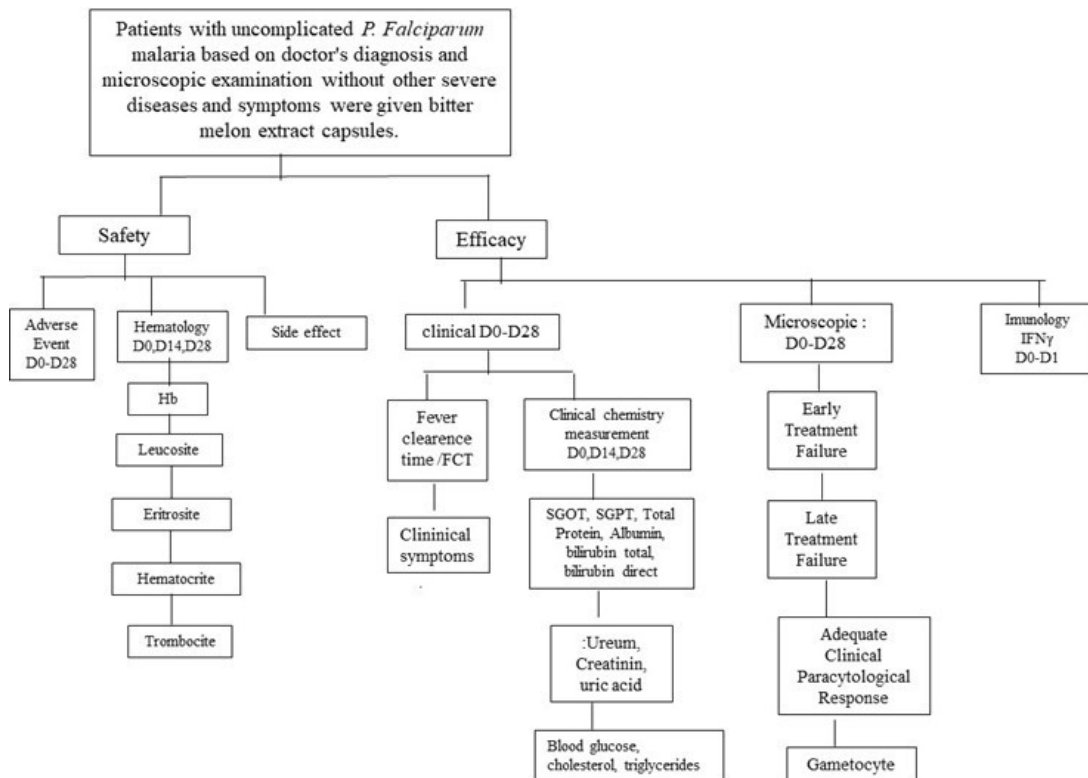 Patients with uncomplicated P. Falciparum
malaria based on doctor's diagnosis and
microscopic examination without other severe
diseases and symptoms were given bitter
melon extract capsules.
Safety
Efficacy
Adverse
Event
D0-D28
Hematology
D0,D14,D28
Side effect
clinical D0-D28
Microscopic :
D0-D28
Imunology
IFNγ
D0-D1
Hb
Leucosite
Eritrosite
Hematocrite
Trombocite
Fever
clearence
time /FCT
Clininical
symptoms
Clinical chemistry
measurement
D0,D14,D28
SGOT, SGPT, Total
Protein, Albumin,
bilirubin total,
bilirubin direct
:Ureum,
Creatinin,
uric acid
Blood glucose,
cholesterol, triglycerides
Early
Treatment
Failure
Late
Treatment
Failure
Adequate
Clinical
Paracytological
Response
Gametocyte